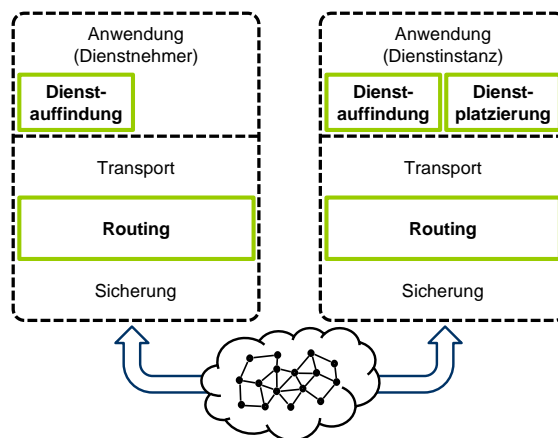 Anwendung
(Dienstnehmer)
Dienst-
auffindung
Transport
Routing
Sicherung
Anwendung
(Dienstinstanz)
Dienst-
auffindung
Dienst-
platzierung
Transport
Routing
Sicherung